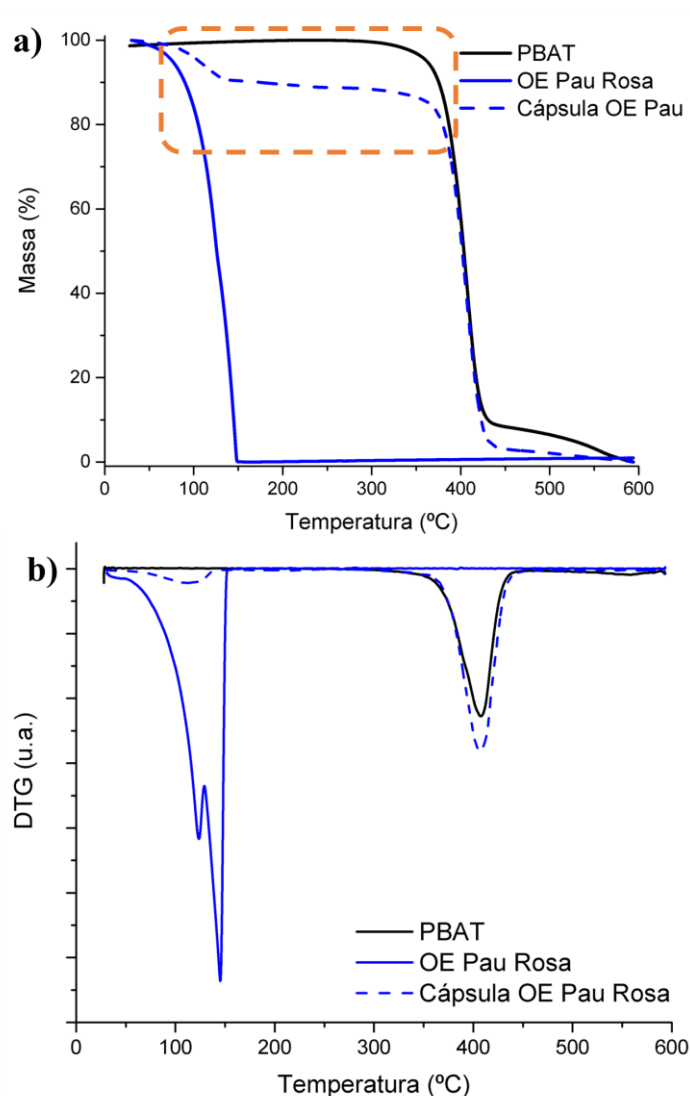 a)
100
80
60
40
20
0
Massa (%)
PBAT
OE Pau Rosa
Cápsula OE Pau
0 100 200 300 400 500 600
Temperatura (ºC)
b)
DTG (u.a.)
PBAT
OE Pau Rosa
Cápsula OE Pau Rosa
0 100 200 300 400 500 600
Temperatura (ºC)